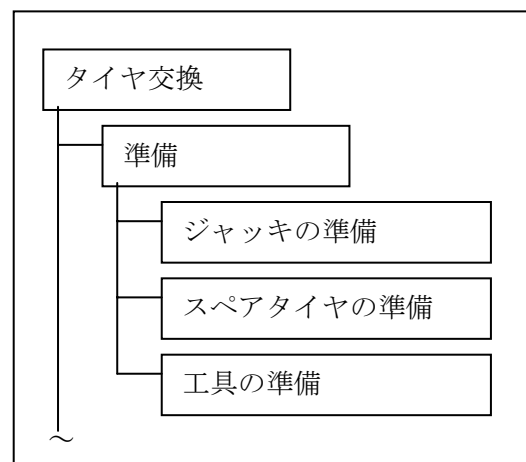 タイヤ交換
準備
ジャッキの準備
スペアタイヤの準備
工具の準備
～